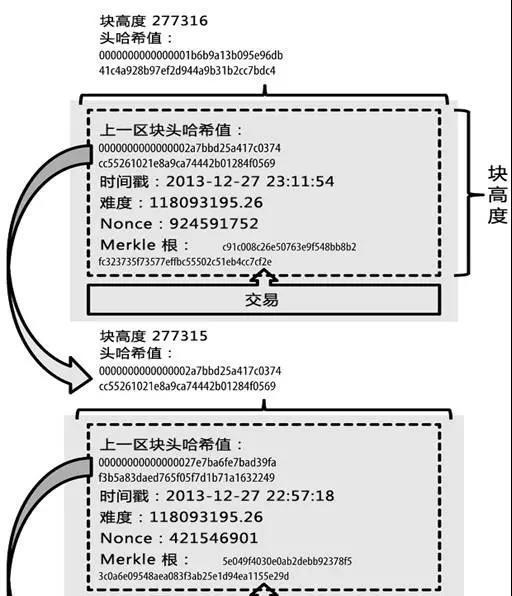 块高度 277316
头哈希值：
0000000000000001b6b9a13b095e96db
41c4a928b97ef2d944a9b31b2cc7bdc4
上一区块头哈希值：
0000000000000002a7bbd25a417c0374
cc55261021e8a9ca74442b01284f0569
时间戳：2013-12-27 23:11:54
难度：118093195.26
Nonce：924591752
Merkle 根： c91c008c26e50763e9f548bb8b2
fc323735f73577effbc55502c51eb4cc7cf2e
交易
块高度
块高度 277315
头哈希值：
0000000000000002a7bbd25a417c0374
cc55261021e8a9ca74442b01284f0569
上一区块头哈希值：
00000000000000027e7ba6fe7bad39fa
f3b5a83daed765f05f7d1b71a1632249
时间戳：2013-12-27 22:57:18
难度：118093195.26
Nonce：421546901
Merkle 根： 5e049f4030e0ab2debb92378f5
3c0a6e09548aea083f3ab25e1d94ea1155e29d